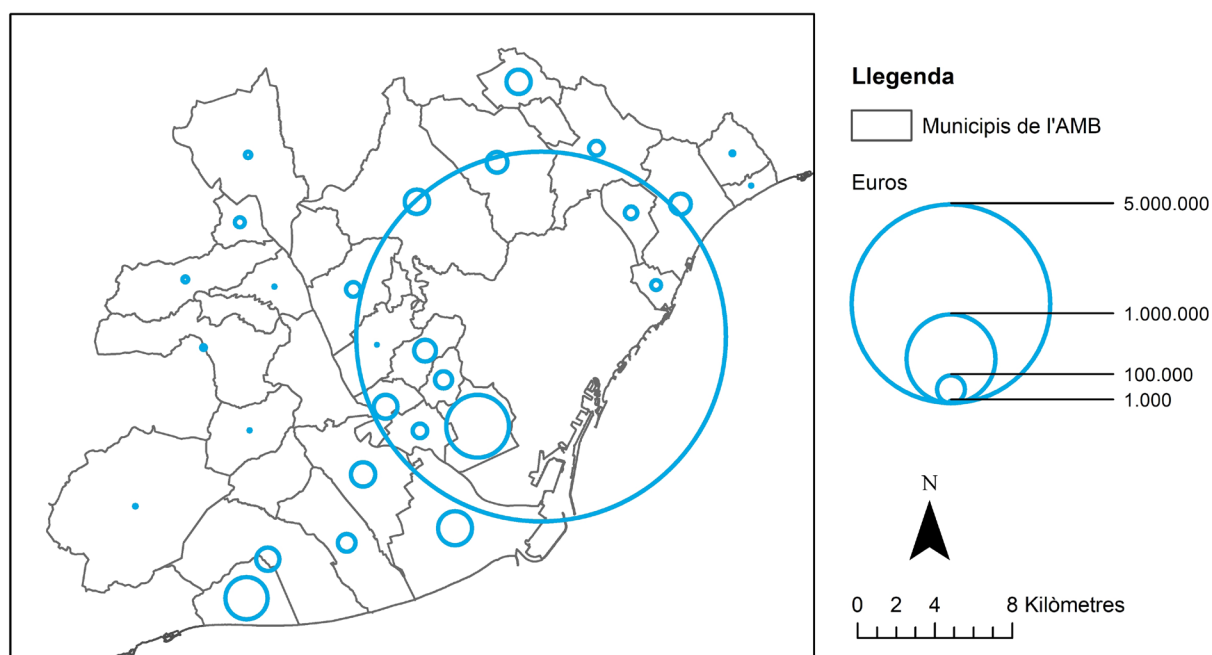 Llegenda
Municipis de l'AMB
Euros
5.000.000
1.000.000
100.000
1.000
N
0 2 4 8 Kilòmetres